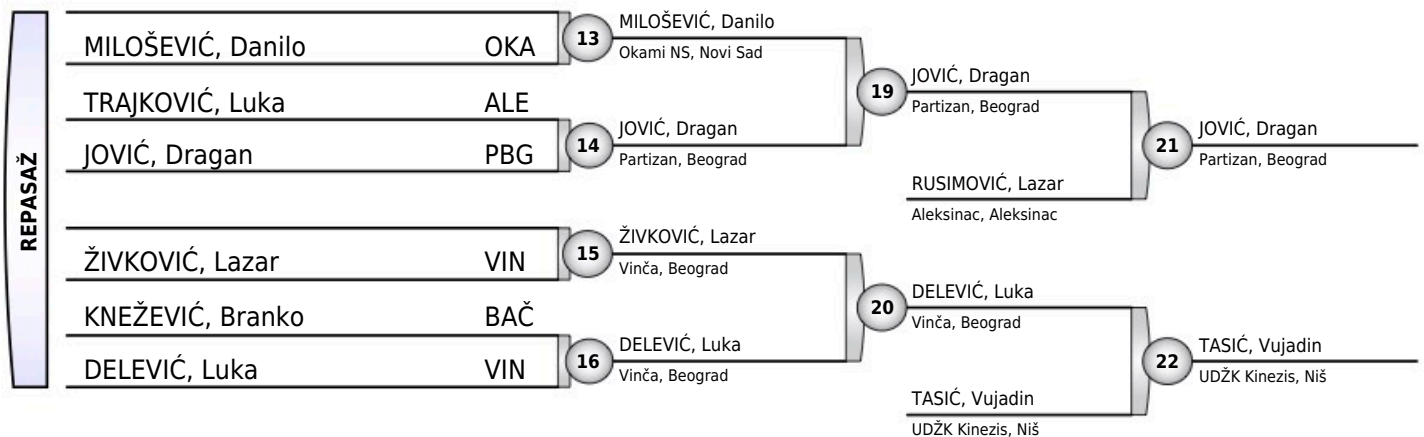 REPASAŽ
MILOŠEVIĆ, Danilo OKA
TRAJKOVIĆ, Luka ALE
JOVIĆ, Dragan PBG
ŽIVKOVIĆ, Lazar VIN
KNEŽEVIĆ, Branko BAČ
DELEVIĆ, Luka VIN
13
MILOŠEVIĆ, Danilo
Okami NS, Novi Sad
14
JOVIĆ, Dragan
Partizan, Beograd
15
ŽIVKOVIĆ, Lazar
Vinča, Beograd
16
DELEVIĆ, Luka
Vinča, Beograd
19
JOVIĆ, Dragan
Partizan, Beograd
RUSIMOVIĆ, Lazar
Aleksinac, Aleksinac
20
DELEVIĆ, Luka
Vinča, Beograd
TASIĆ, Vujadin
UDŽK Kinezis, Niš
21
JOVIĆ, Dragan
Partizan, Beograd
22
TASIĆ, Vujadin
UDŽK Kinezis, Niš